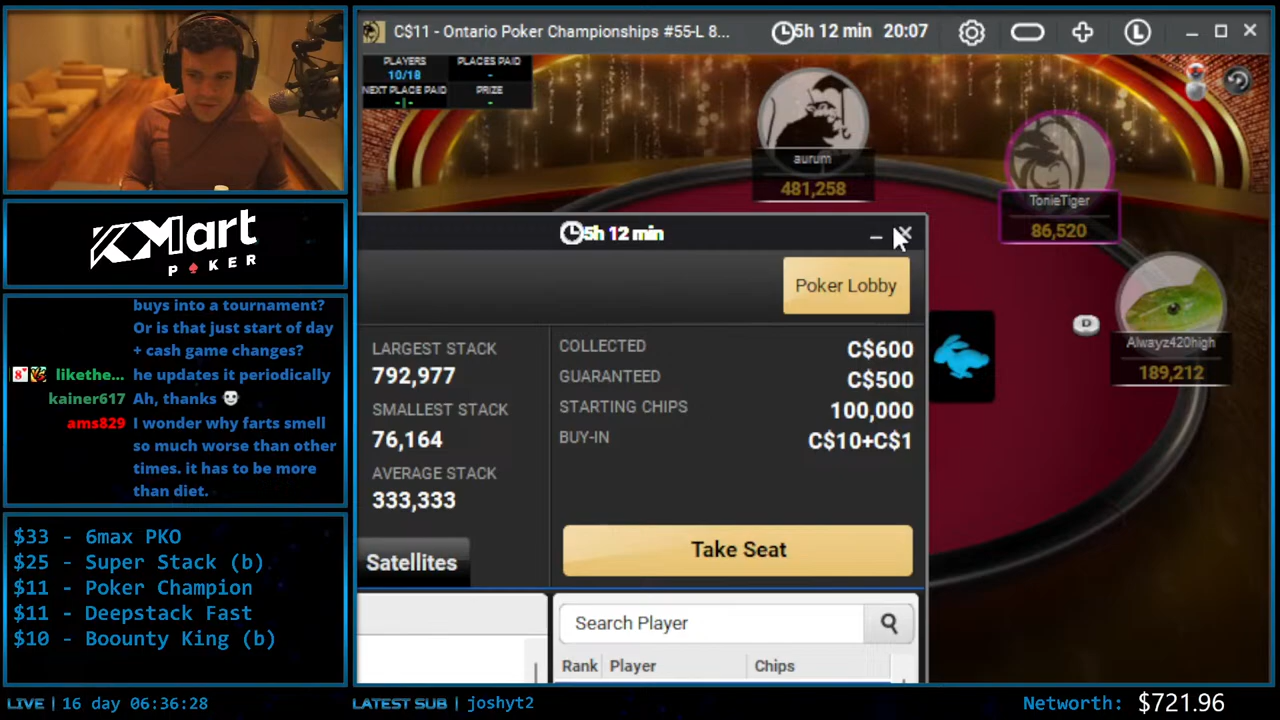 C$11 - Ontario Poker Championships #55-L 8...
5h 12 min 20:07
L
PLAYERS
10/18
PLACES PAID
-
NEXT PLACE PAID
-|-
PRIZE
-
aurum
481,258
TonieTiger
86,520
D
Alwayz420high
189,212
5h 12 min
Poker Lobby
LARGEST STACK
792,977
SMALLEST STACK
76,164
AVERAGE STACK
333,333
COLLECTED C$600
GUARANTEED C$500
STARTING CHIPS 100,000
BUY-IN C$10+C$1
Satellites
Take Seat
Search Player
Rank Player Chips
KMart
POKER
buys into a tournament?
Or is that just start of day
+ cash game changes?
likethe... he updates it periodically
kainer617 Ah, thanks
ams829 I wonder why farts smell
so much worse than other
times. it has to be more
than diet.
$33 - 6max PKO
$25 - Super Stack (b)
$11 - Poker Champion
$11 - Deepstack Fast
$10 - Boounty King (b)
LIVE | 16 day 06:36:28
LATEST SUB | joshyt2
Networth: $721.96